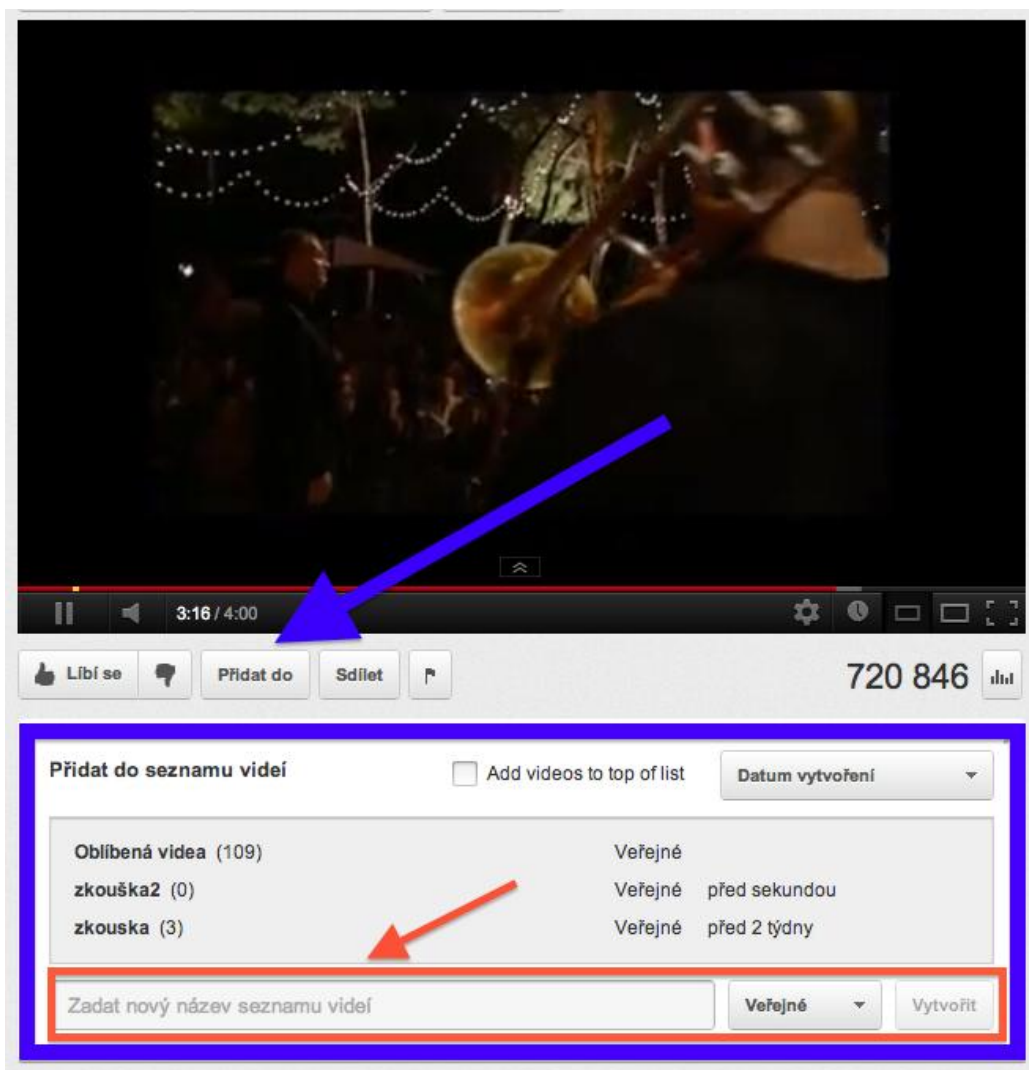 3:16 / 4:00
Líbí se Přidat do Sdílet 720 846
Přidat do seznamu videí Add videos to top of list Datum vytvoření
Oblíbená videa (109) Veřejné
zkouška2 (0) Veřejné před sekundou
zkouska (3) Veřejné před 2 týdny
Zadat nový název seznamu videí Veřejné Vytvořit